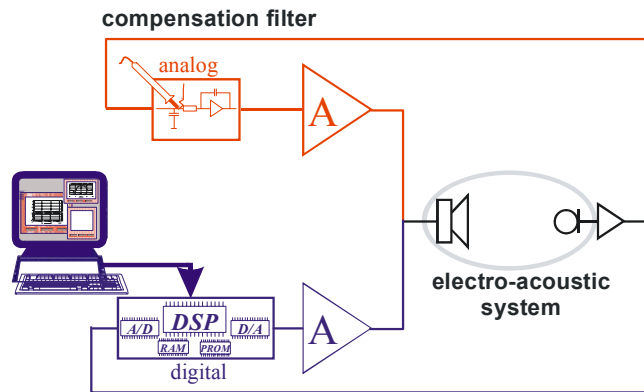 compensation filter
analog
A
electro-acoustic
system
A/D
DSP
D/A
RAM
PROM
digital
A